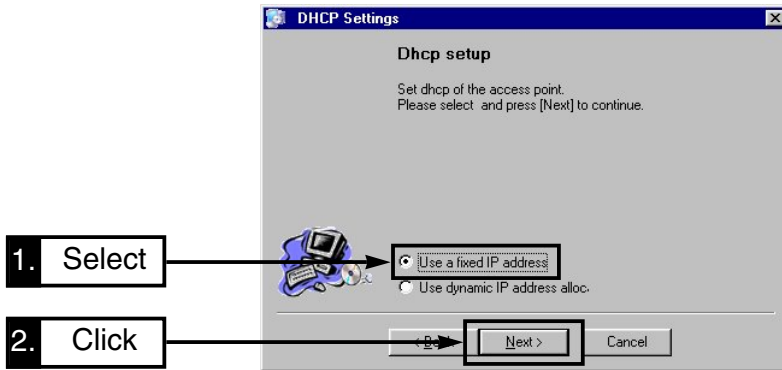 DHCP Settings
Dhcp setup
Set dhcp of the access point.
Please select and press [Next] to continue.
1. Select
Use a fixed IP address
Use dynamic IP address alloc
2. Click
Next >
Cancel